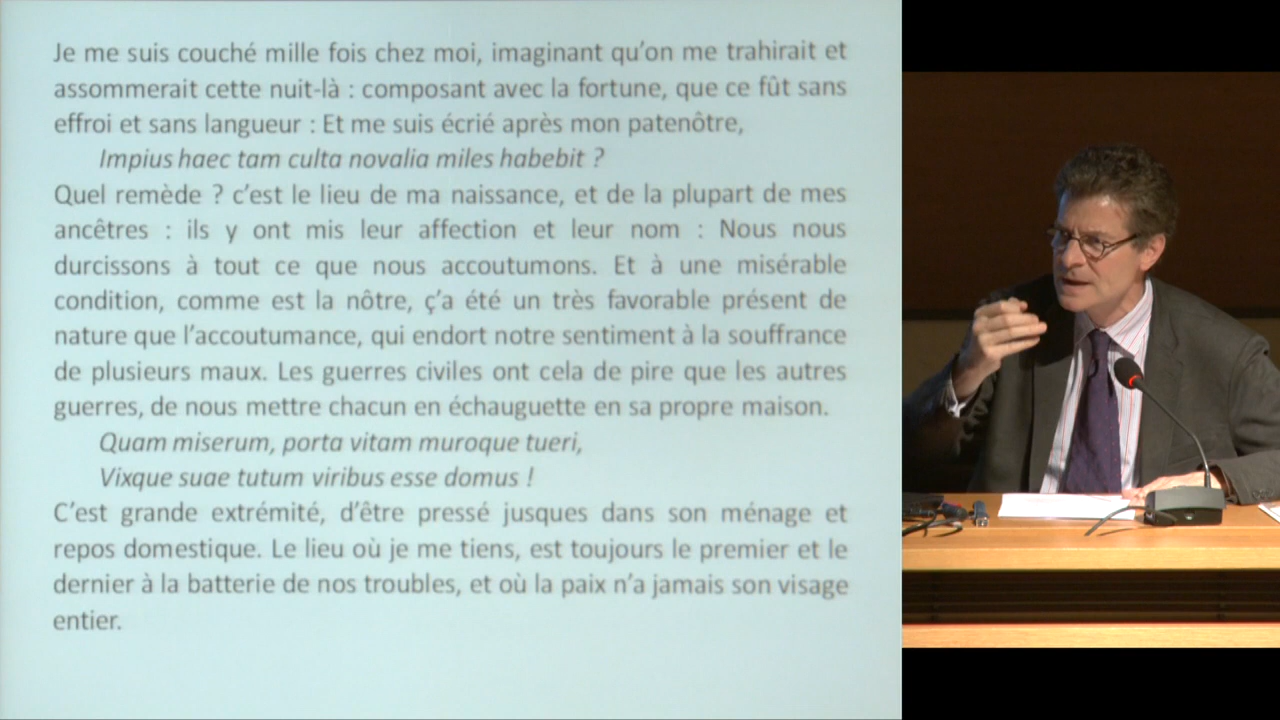 Je me suis couché mille fois chez moi, imaginant qu'on me trahirait et
assommerait cette nuit-là : composant avec la fortune, que ce fût sans
effroi et sans langueur : Et me suis écrié après mon patenôtre,
Impius haec tam culta novalia miles habebit ?
Quel remède ? c'est le lieu de ma naissance, et de la plupart de mes
ancêtres : ils y ont mis leur affection et leur nom : Nous nous
durcissons à tout ce que nous accoutumons. Et à une misérable
condition, comme est la nôtre, ç'a été un très favorable présent de
nature que l'accoutumance, qui endort notre sentiment à la souffrance
de plusieurs maux. Les guerres civiles ont cela de pire que les autres
guerres, de nous mettre chacun en échauguette en sa propre maison.
Quam miserum, porta vitam muroque tueri,
Vixque suae tutum viribus esse domus !
C'est grande extrémité, d'être pressé jusques dans son ménage et
repos domestique. Le lieu où je me tiens, est toujours le premier et le
dernier à la batterie de nos troubles, et où la paix n'a jamais son visage
entier.